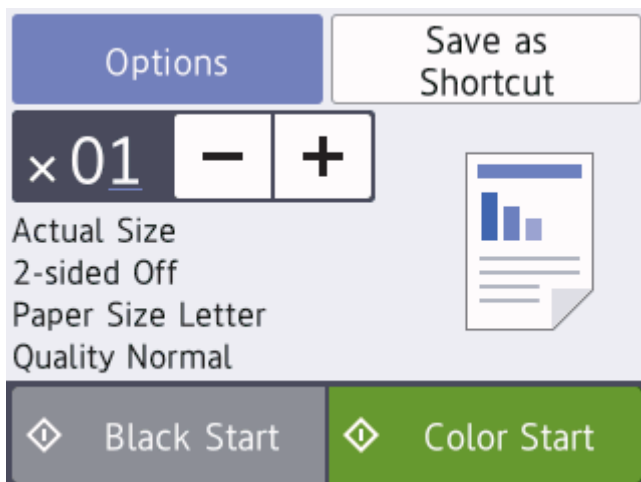 Options
Save as
Shortcut
× 01
Actual Size
2-sided Off
Paper Size Letter
Quality Normal
Black Start
Color Start